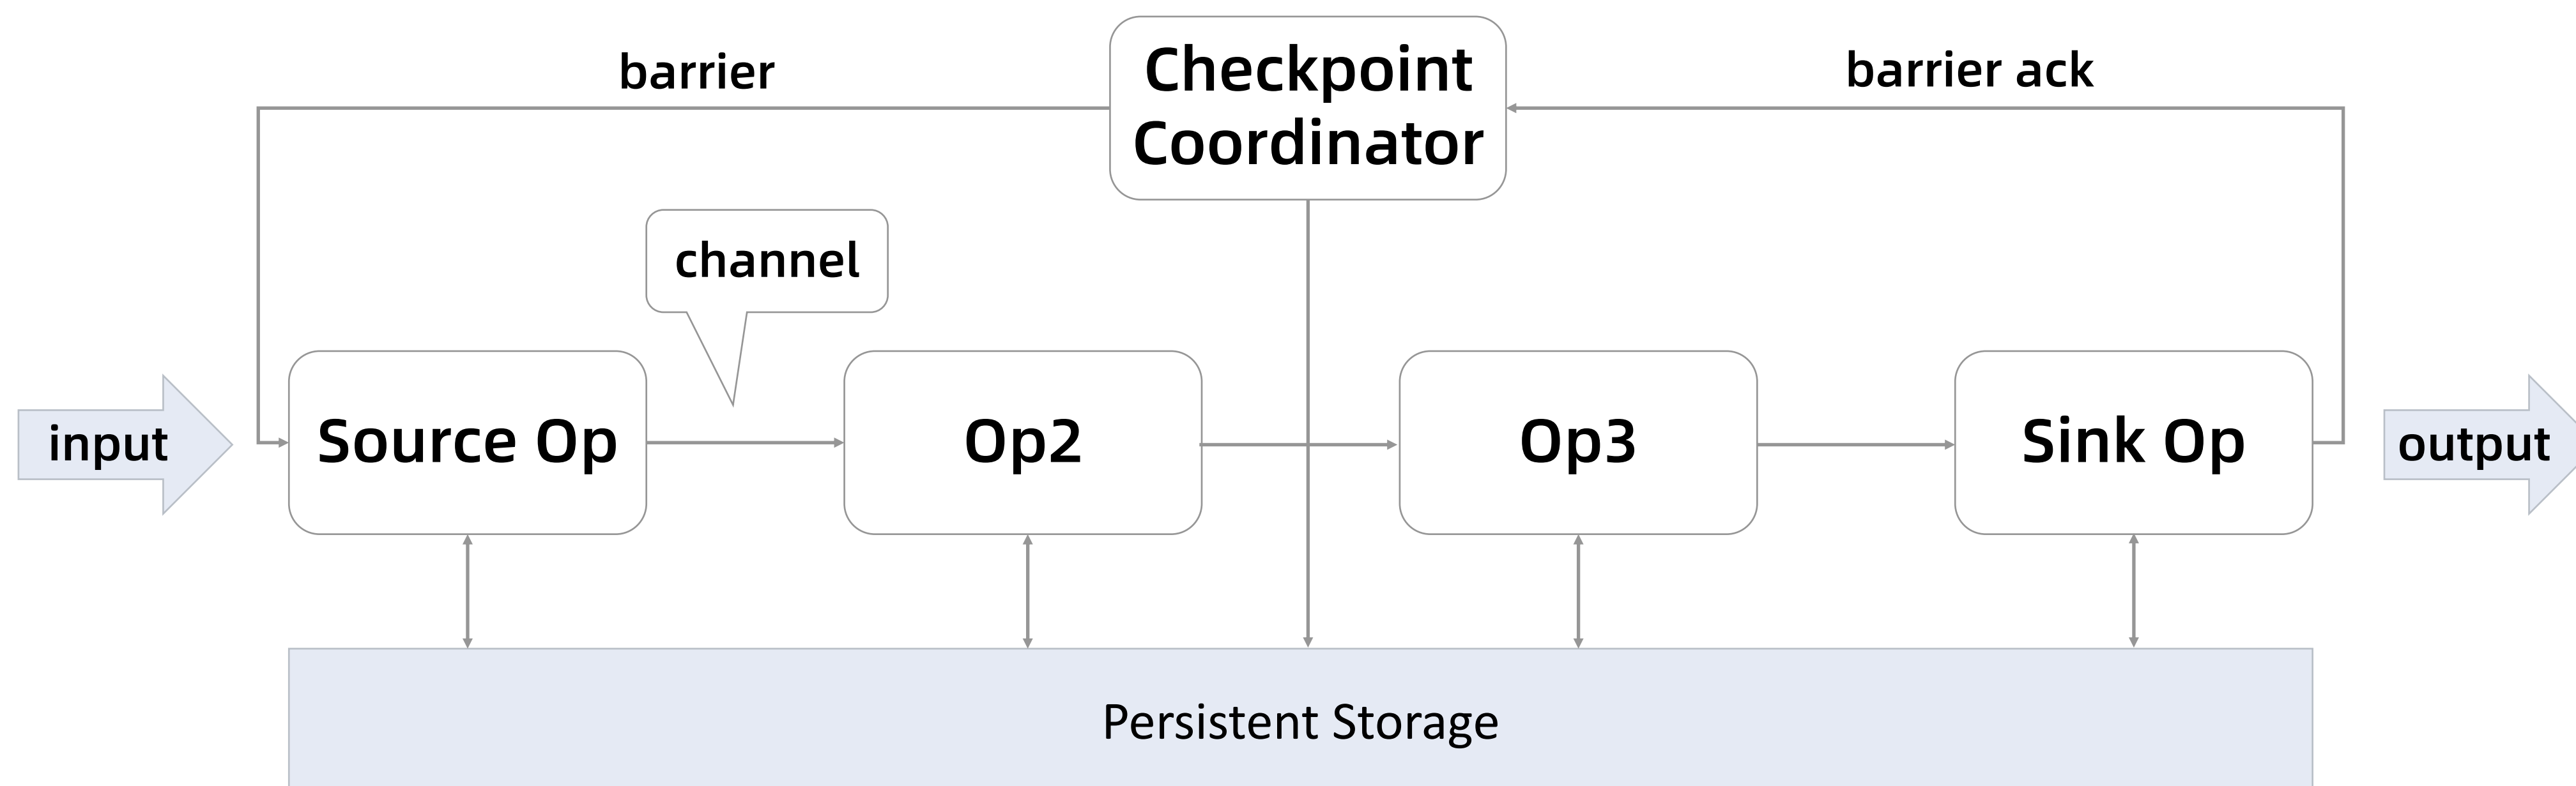 Checkpoint
Coordinator
barrier
barrier ack
channel
input
Source Op
Op2
Op3
Sink Op
output
Persistent Storage